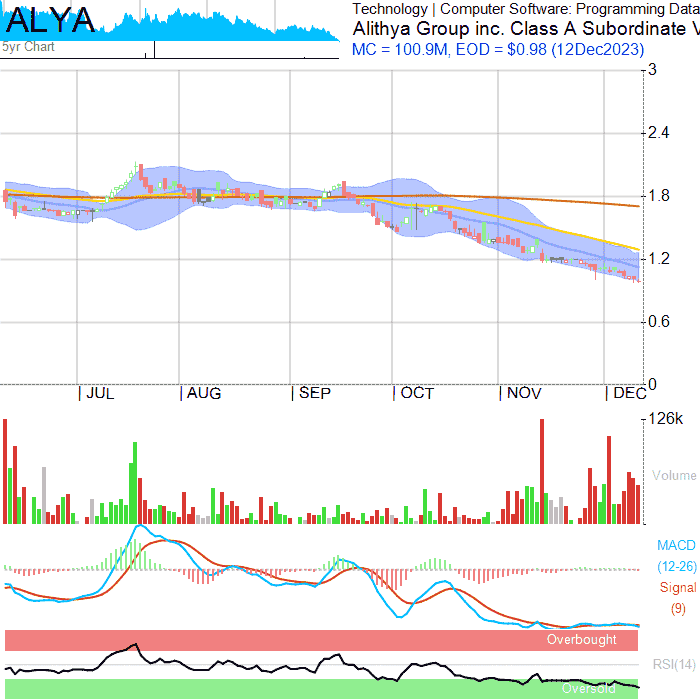 ALYA
5yr Chart
Technology | Computer Software: Programming Data
Alithya Group inc. Class A Subordinate V
MC = 100.9M, EOD = $0.98 (12Dec2023)
3
2.4
1.8
1.2
0.6
0
JUL AUG SEP OCT NOV DEC
126k
Volume
MACD
(12-26)
Signal
(9)
Overbought
RSI(14)
Oversold